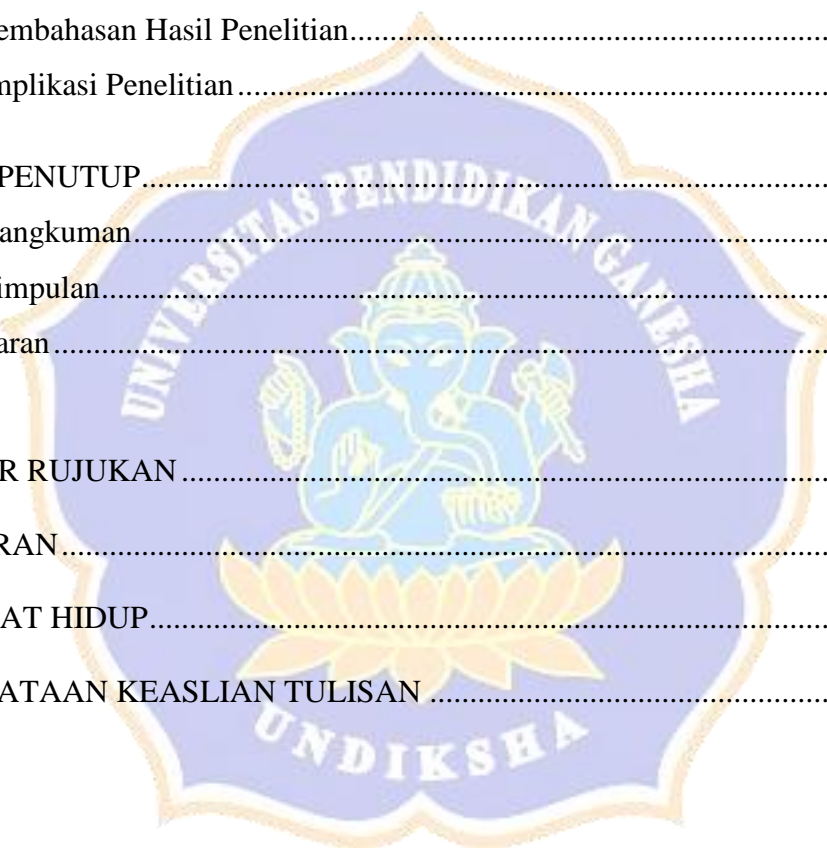 embahasan Hasil Penelitian..........................................................
mplikasi Penelitian.........................................................................
PENUTUP.......................................................................................
angkuman........................................................................................
impulan............................................................................................
aran...................................................................................................
R RUJUKAN...................................................................................
RAN..................................................................................................
AT HIDUP.......................................................................................
ATAAN KEASLIAN TULISAN...................................................
UNIVERSITAS PENDIDIKAN GANESHA
UNDIKSHA